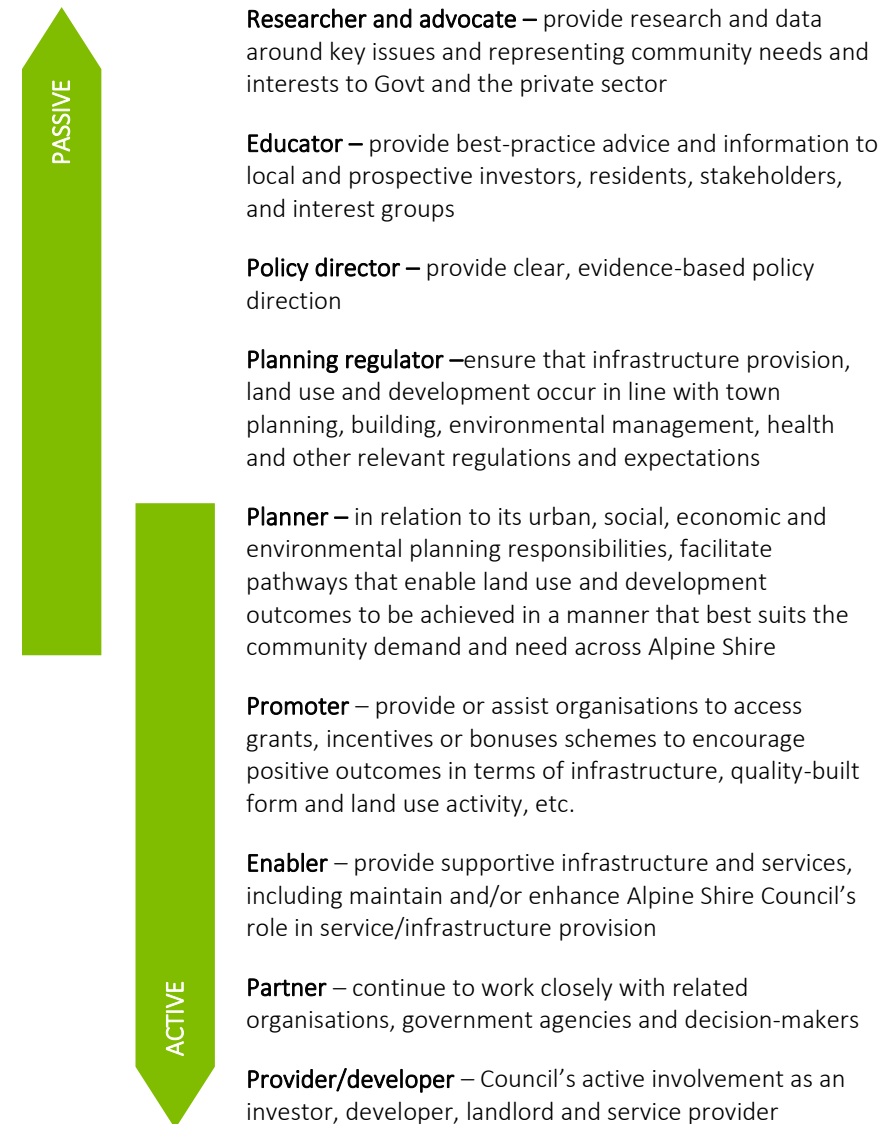 PASSIVE
Researcher and advocate – provide research and data
around key issues and representing community needs and
interests to Govt and the private sector
Educator – provide best-practice advice and information to
local and prospective investors, residents, stakeholders,
and interest groups
Policy director – provide clear, evidence-based policy
direction
Planning regulator –ensure that infrastructure provision,
land use and development occur in line with town
planning, building, environmental management, health
and other relevant regulations and expectations
Planner – in relation to its urban, social, economic and
environmental planning responsibilities, facilitate
pathways that enable land use and development
outcomes to be achieved in a manner that best suits the
community demand and need across Alpine Shire
Promoter – provide or assist organisations to access
grants, incentives or bonuses schemes to encourage
positive outcomes in terms of infrastructure, quality-built
form and land use activity, etc.
Enabler – provide supportive infrastructure and services,
including maintain and/or enhance Alpine Shire Council’s
role in service/infrastructure provision
ACTIVE
Partner – continue to work closely with related
organisations, government agencies and decision-makers
Provider/developer – Council’s active involvement as an
investor, developer, landlord and service provider